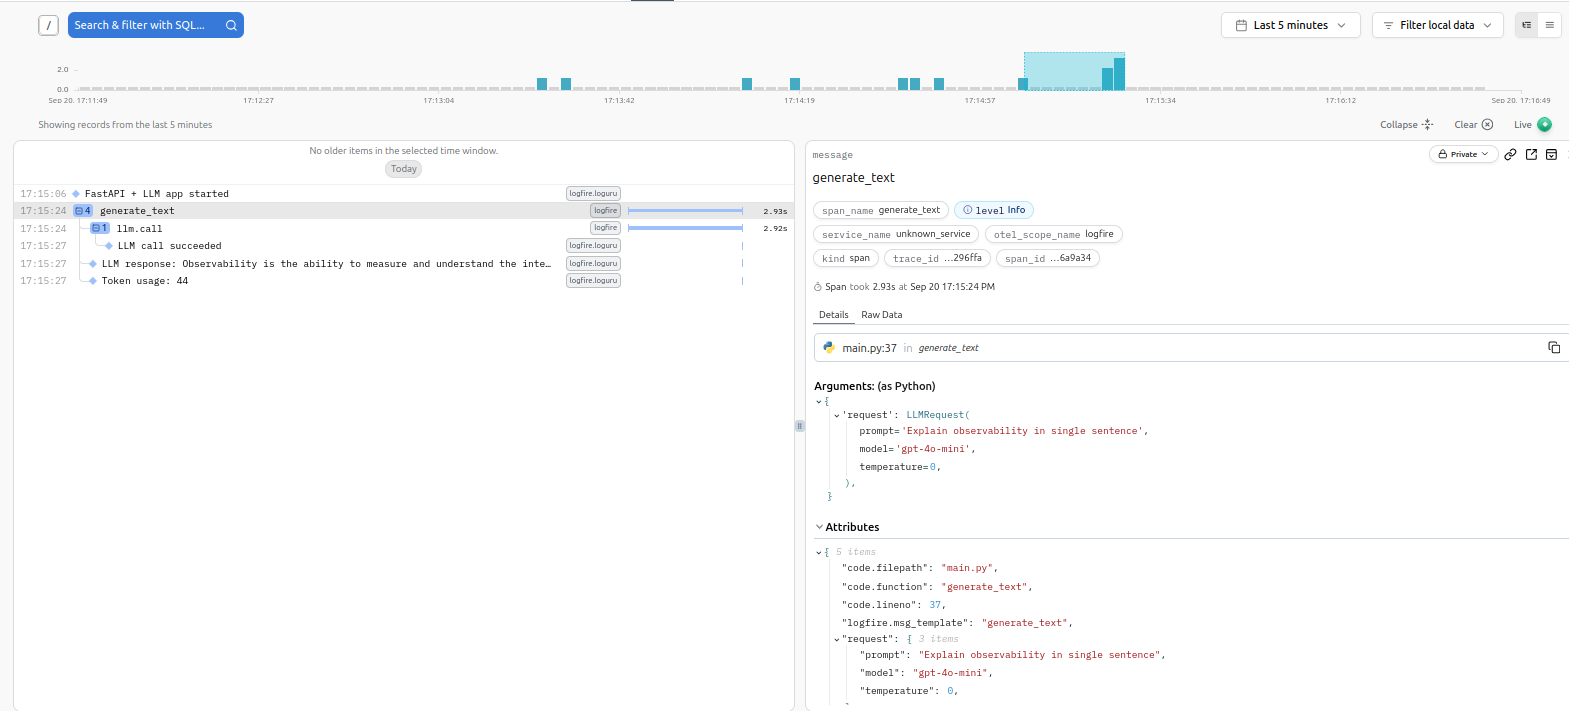 / Search & filter with SQL... Last 5 minutes Filter local data
2.0
0.0
Sep 20, 17:11:49 17:12:27 17:13:04 17:13:42 17:14:19 17:14:57 17:15:34 17:16:12 Sep 20, 17:16:49
Showing records from the last 5 minutes Collapse Clear Live
No older items in the selected time window.
Today
17:15:06 FastAPI + LLM app started logfire.loguru
17:15:24 4 generate_text logfire 2.93s
17:15:24 1 llm.call logfire 2.92s
17:15:27 LLM call succeeded logfire.loguru
17:15:27 LLM response: Observability is the ability to measure and understand the inte… logfire.loguru
17:15:27 Token usage: 44 logfire.loguru
message Private
generate_text
span_name generate_text level Info
service_name unknown_service otel_scope_name logfire
kind span trace_id ...296ffa span_id ...6a9a34
Span took 2.93s at Sep 20 17:15:24 PM
Details Raw Data
main.py:37 in generate_text
Arguments: (as Python)
{
'request': LLMRequest(
prompt='Explain observability in single sentence',
model='gpt-4o-mini',
temperature=0,
),
}
Attributes
{ 5 items
"code.filepath": "main.py",
"code.function": "generate_text",
"code.lineno": 37,
"logfire.msg_template": "generate_text",
"request": { 3 items
"prompt": "Explain observability in single sentence",
"model": "gpt-4o-mini",
"temperature": 0,